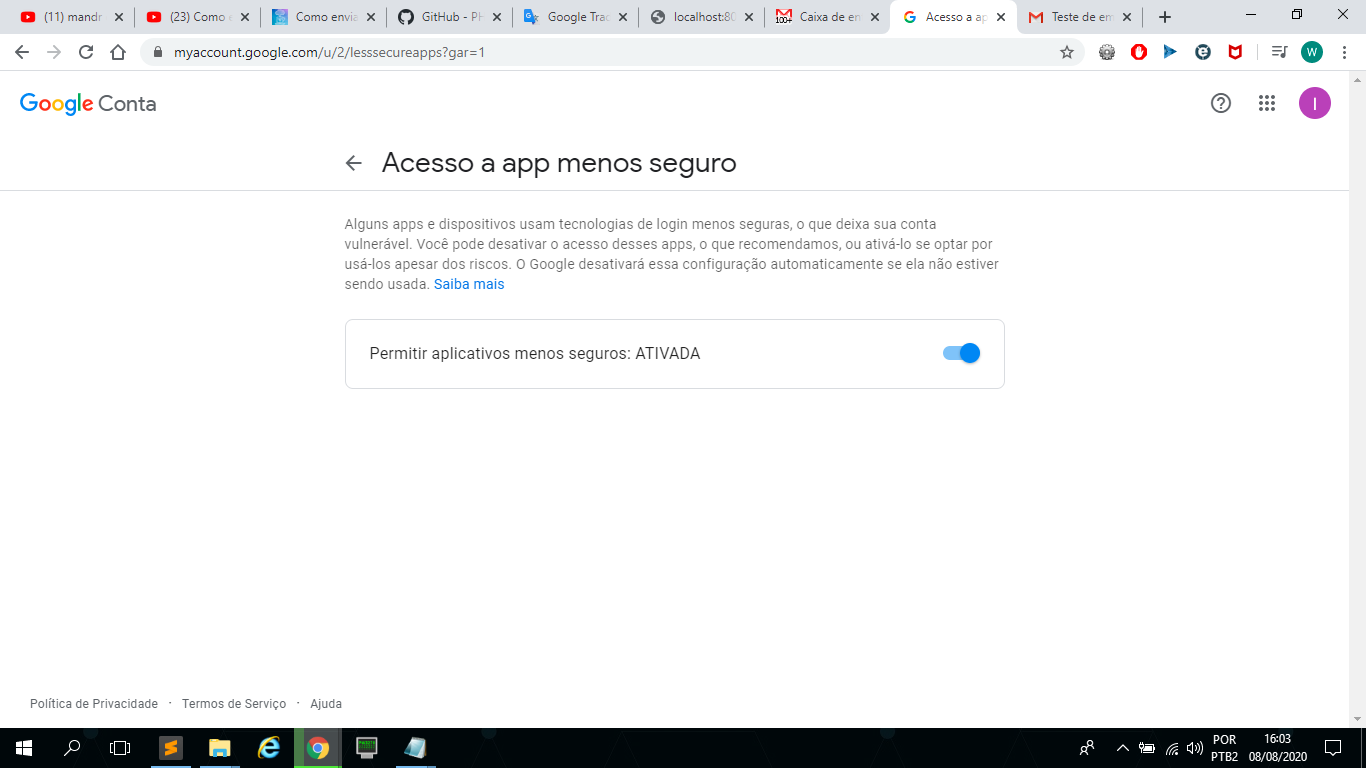 (11) mandr
(23) Como e
Como envia
GitHub - PH
Google Trac
localhost:80
100+
Caixa de en
Acesso a ap
Teste de em
myaccount.google.com/u/2/lesssecureapps?gar=1
W
Google Conta
I
Acesso a app menos seguro
Alguns apps e dispositivos usam tecnologias de login menos seguras, o que deixa sua conta
vulnerável. Você pode desativar o acesso desses apps, o que recomendamos, ou ativá-lo se optar por
usá-los apesar dos riscos. O Google desativará essa configuração automaticamente se ela não estiver
sendo usada. Saiba mais
Permitir aplicativos menos seguros: ATIVADA
Política de Privacidade · Termos de Serviço · Ajuda
POR
PTB2
16:03
08/08/2020